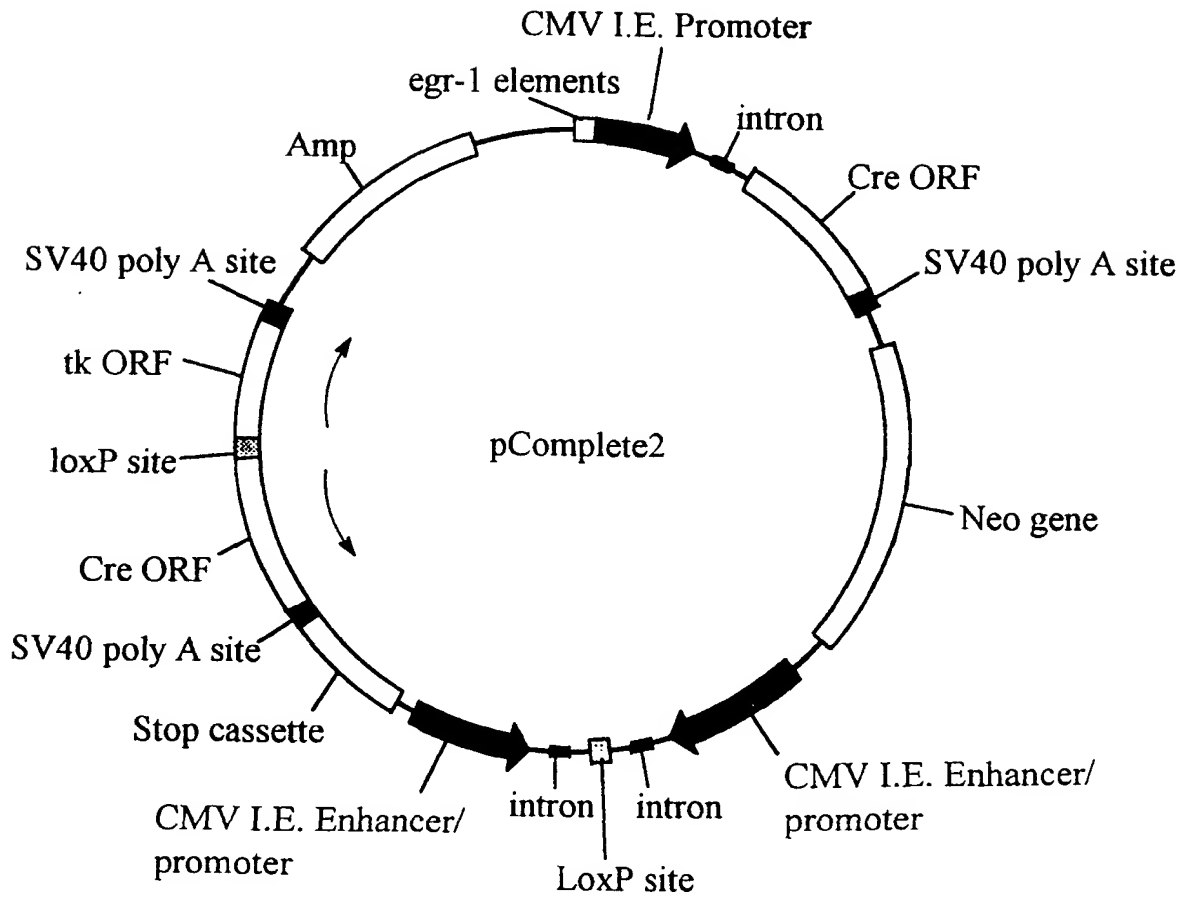 CMV I.E. Promoter
egr-1 elements
intron
Amp
Cre ORF
SV40 poly A site
SV40 poly A site
tk ORF
pComplete2
loxP site
Neo gene
Cre ORF
SV40 poly A site
Stop cassette
CMV I.E. Enhancer/
promoter
intron
intron
CMV I.E. Enhancer/
promoter
LoxP site